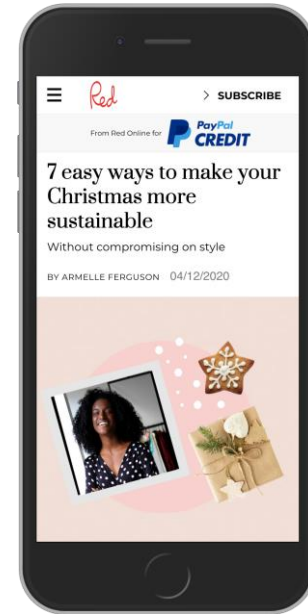 Red
> SUBSCRIBE
From Red Online for PayPal CREDIT
7 easy ways to make your
Christmas more
sustainable
Without compromising on style
BY ARMELLE FERGUSON 04/12/2020